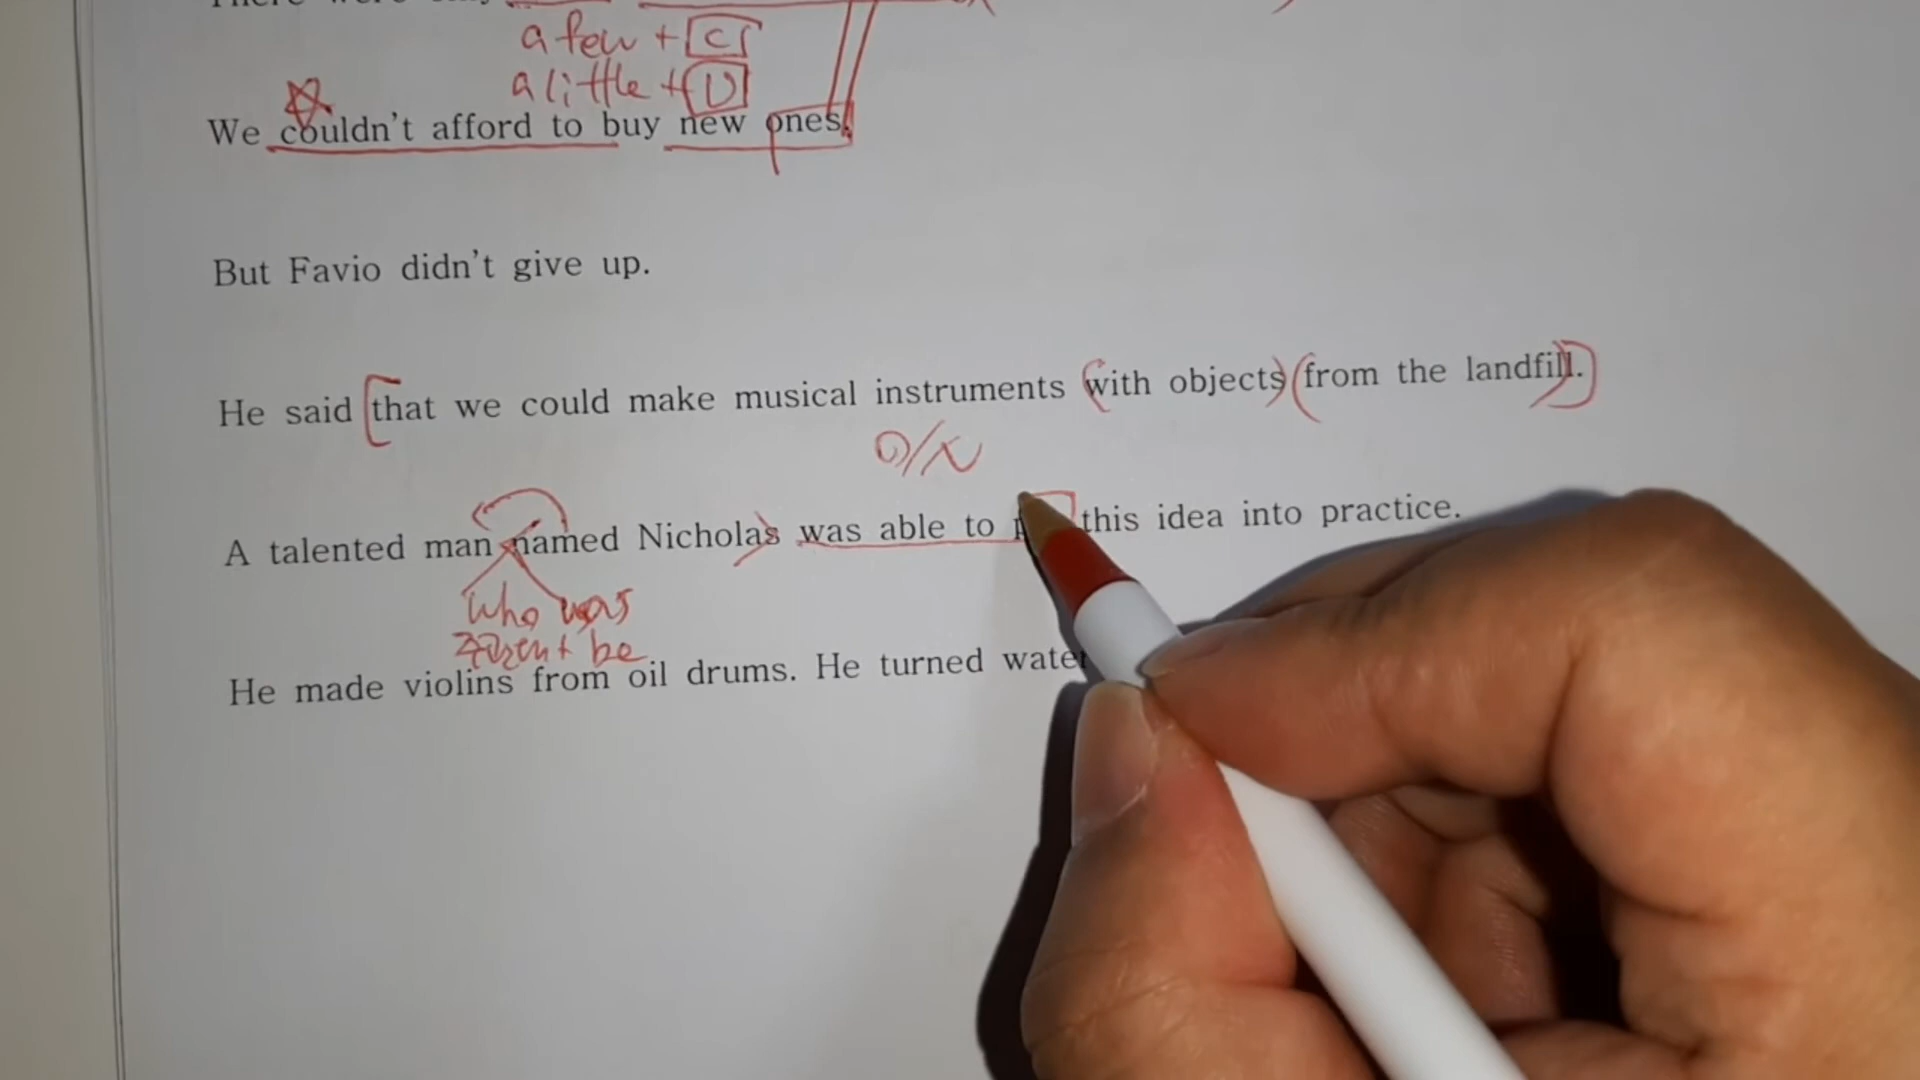 a few + C
a little + U
We couldn't afford to buy new ones.
But Favio didn't give up.
He said that we could make musical instruments with objects from the landfill.
A talented man named Nicholas was able to this idea into practice.
who was
be
He made violins from oil drums. He turned water